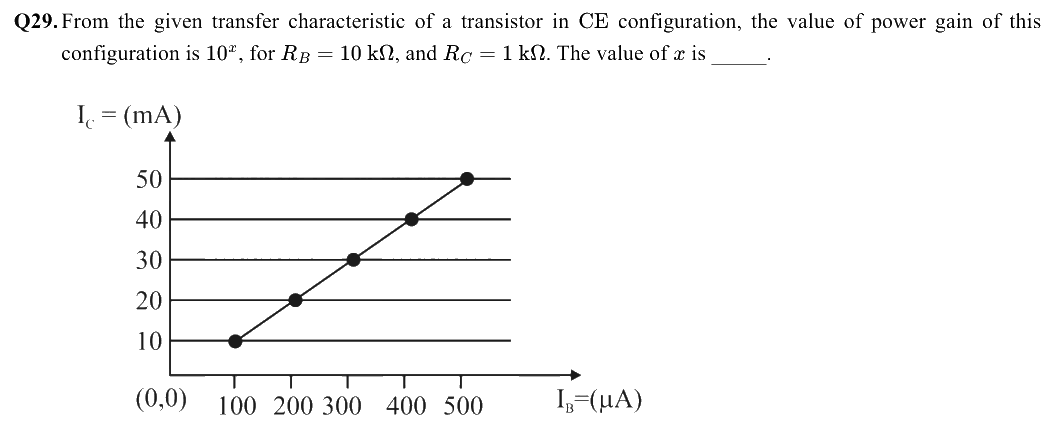 Q29. From the given transfer characteristic of a transistor in CE configuration, the value of power gain of this
configuration is 10ˣ, for R_B = 10 kΩ, and R_C = 1 kΩ. The value of x is _____.
I_C = (mA)
50
40
30
20
10
(0,0) 100 200 300 400 500 I_B=(μA)